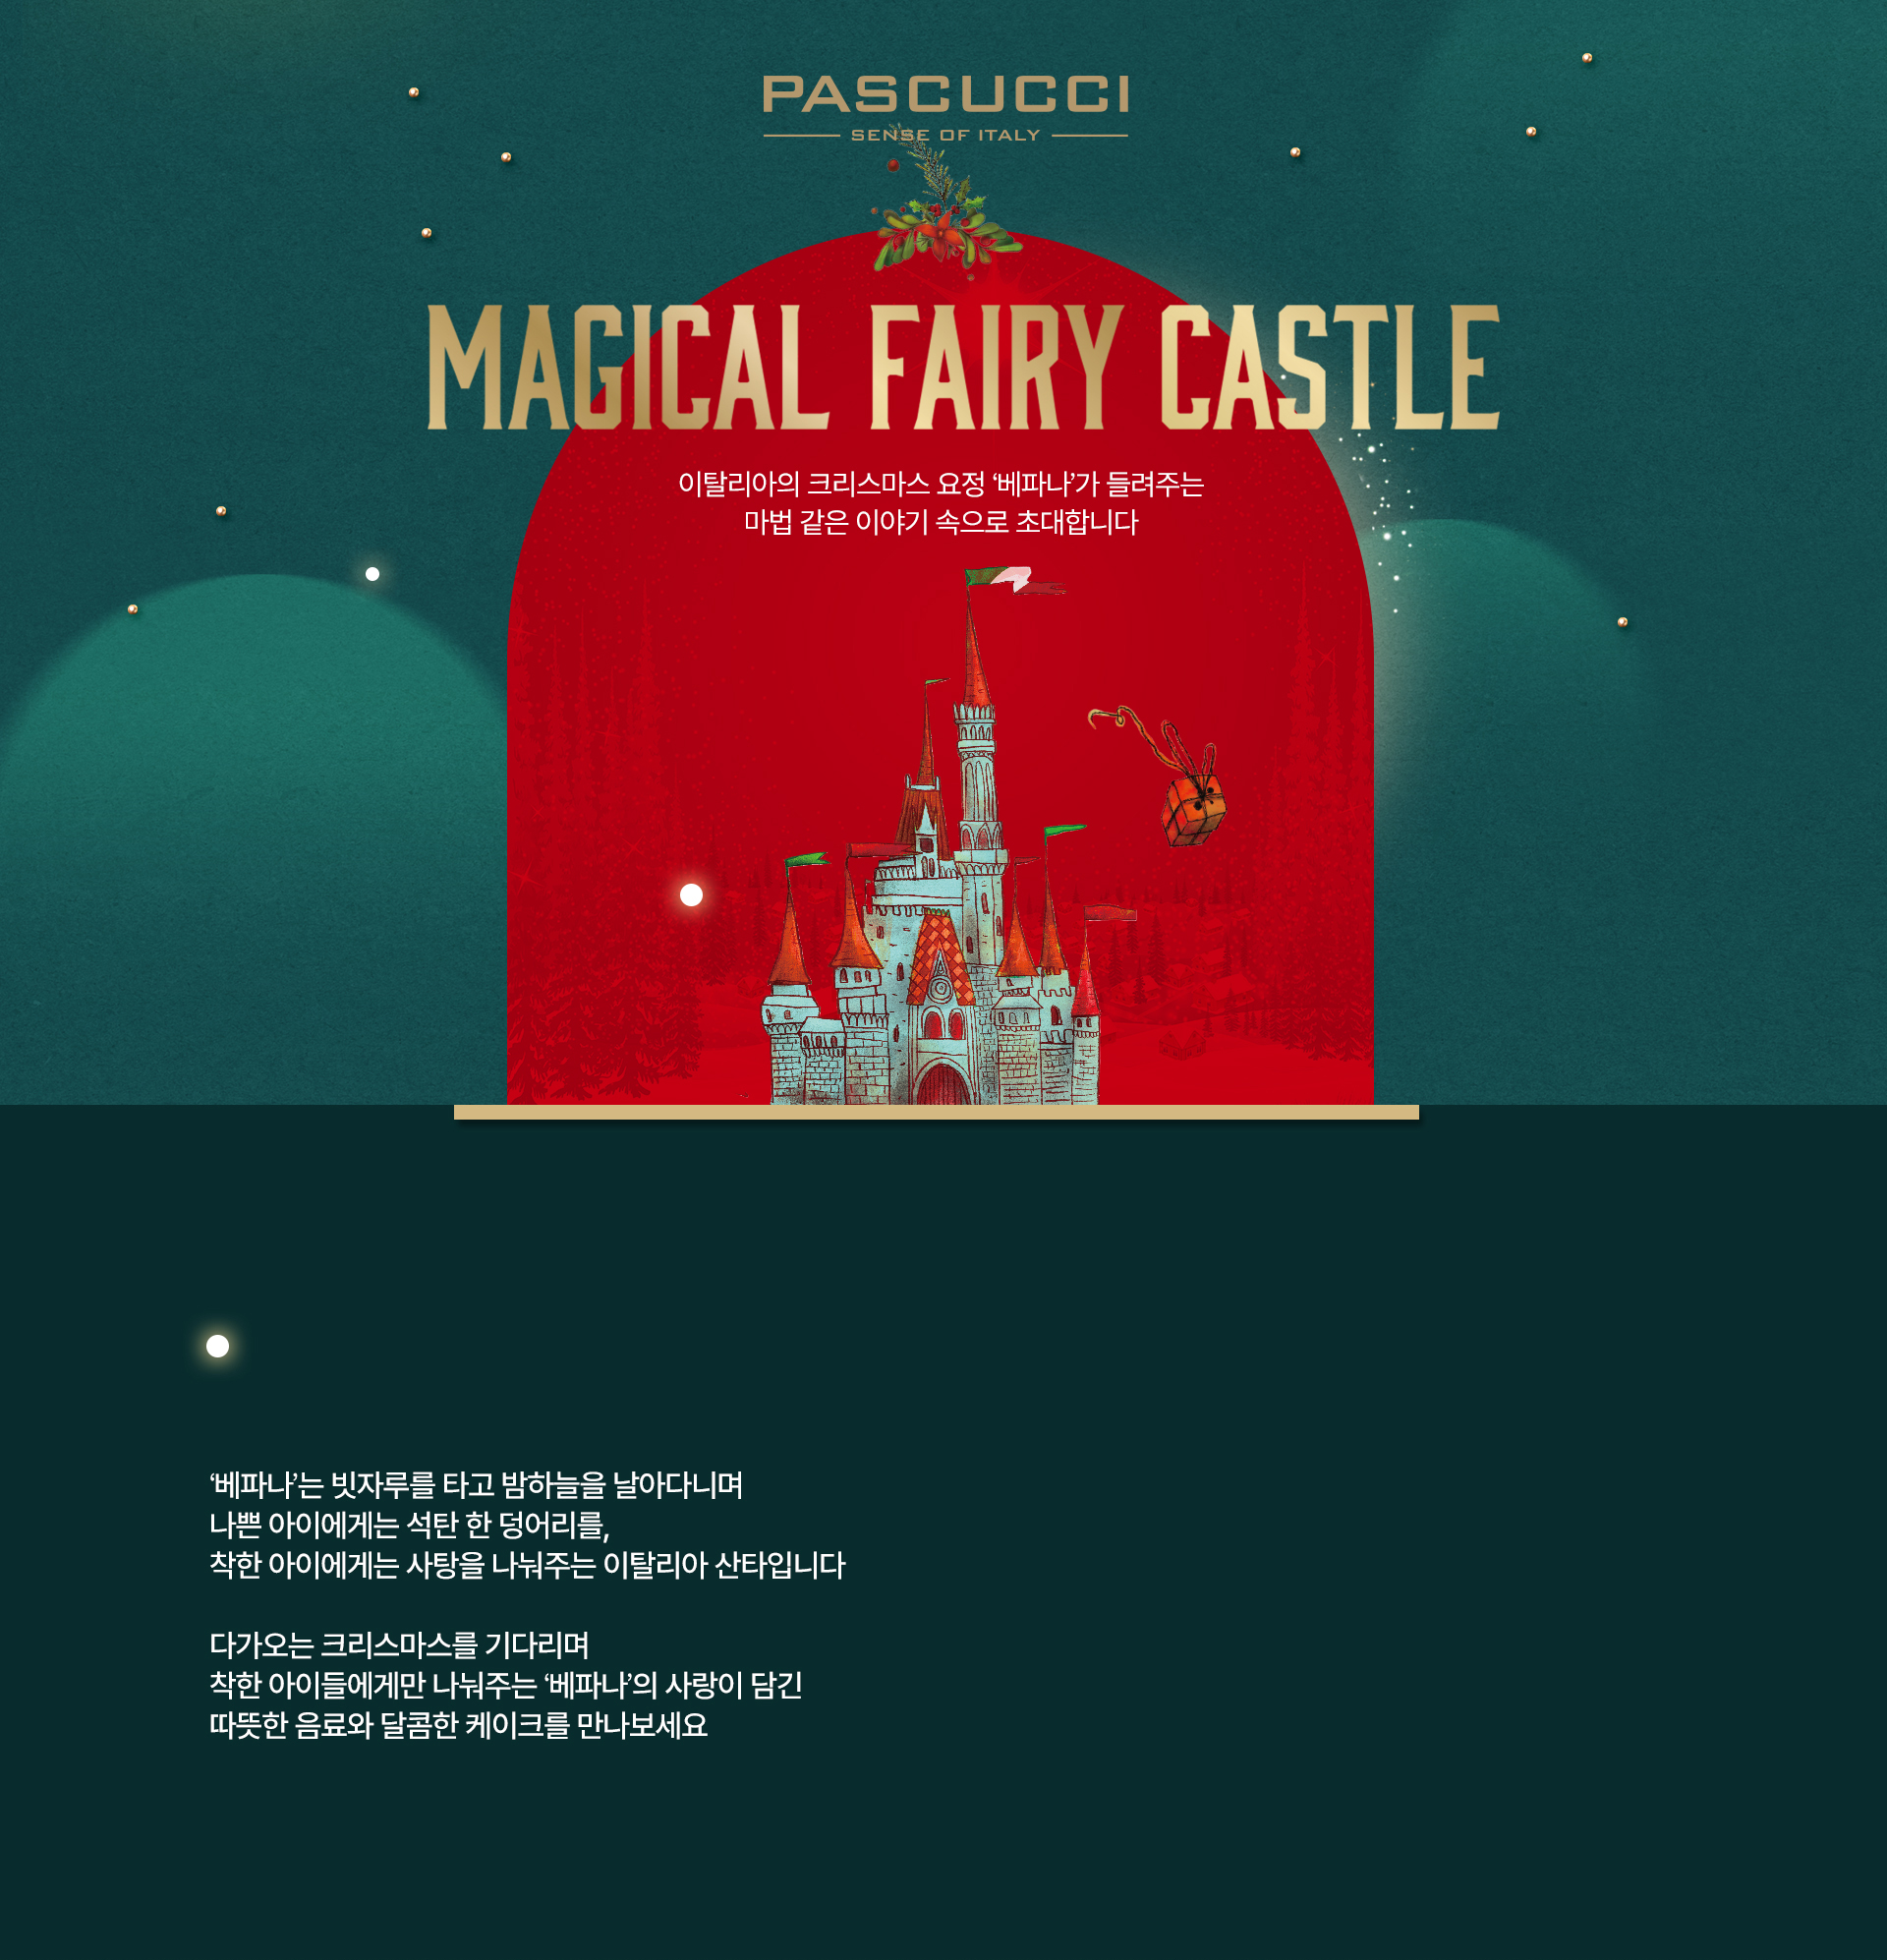 PASCUCCI
SENSE OF ITALY
MAGICAL FAIRY CASTLE
이탈리아의 크리스마스 요정 ‘베파나’가 들려주는
마법 같은 이야기 속으로 초대합니다
‘베파나’는 빗자루를 타고 밤하늘을 날아다니며
나쁜 아이에게는 석탄 한 덩어리를,
착한 아이에게는 사탕을 나눠주는 이탈리아 산타입니다
다가오는 크리스마스를 기다리며
착한 아이들에게만 나눠주는 ‘베파나’의 사랑이 담긴
따뜻한 음료와 달콤한 케이크를 만나보세요